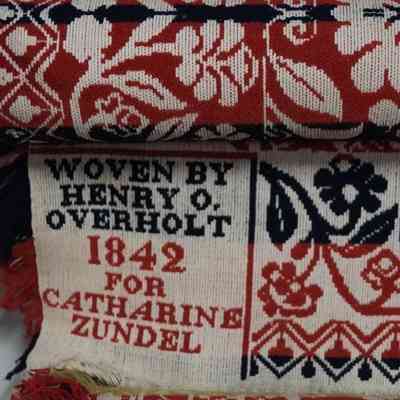 WOVEN BY
HENRY O.
OVERHOLT
1842
FOR
CATHARINE
ZUNDEL